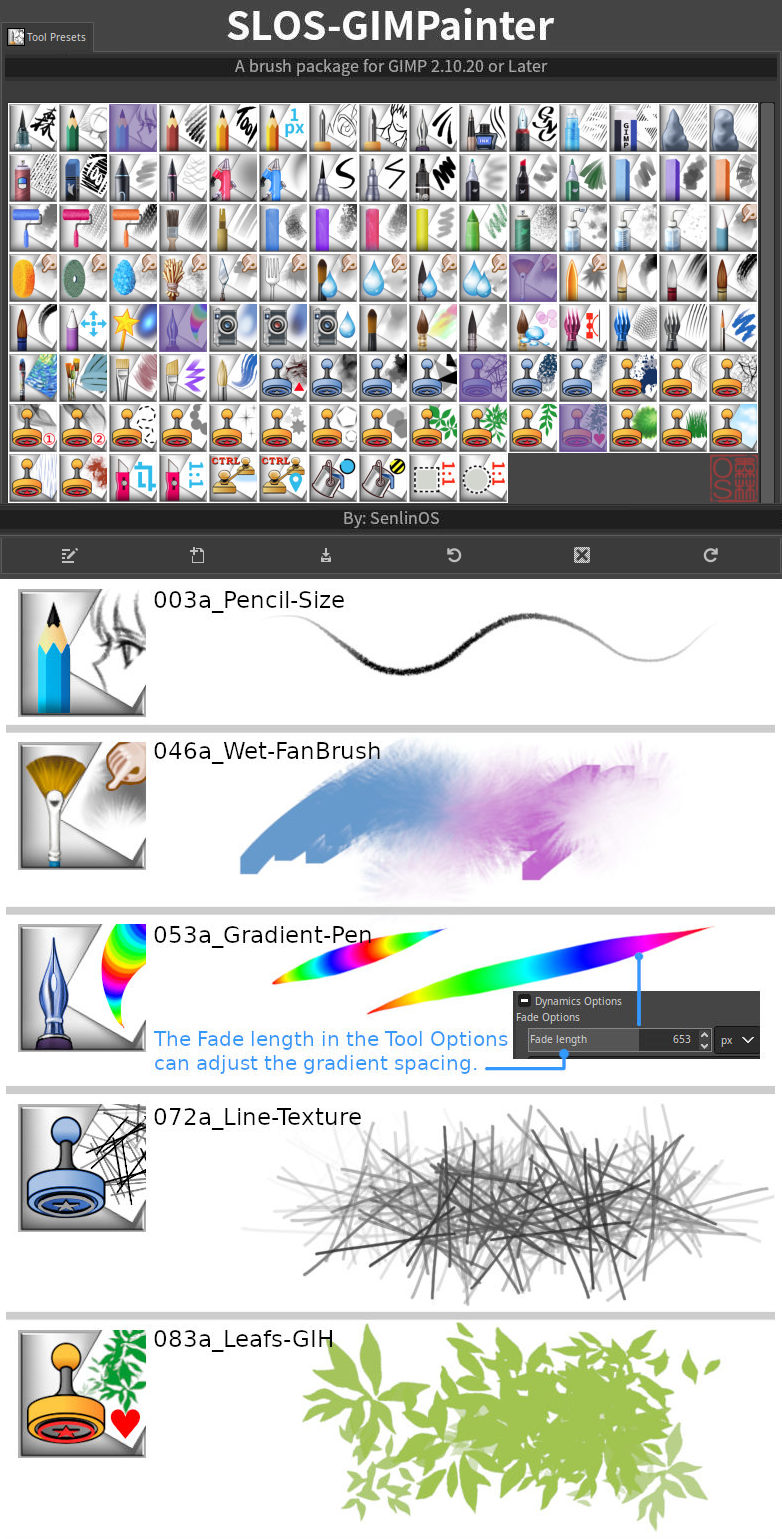 SLOS-GIMPainter
Tool Presets
A brush package for GIMP 2.10.20 or Later
1
px
GIMP
1
2
1:1
CTRL
CTRL
1:1
1:1
By: SenlinOS
003a_Pencil-Size
046a_Wet-FanBrush
053a_Gradient-Pen
Dynamics Options
Fade Options
The Fade length in the Tool Options
Fade length 653 px
can adjust the gradient spacing.
072a_Line-Texture
083a_Leafs-GIH